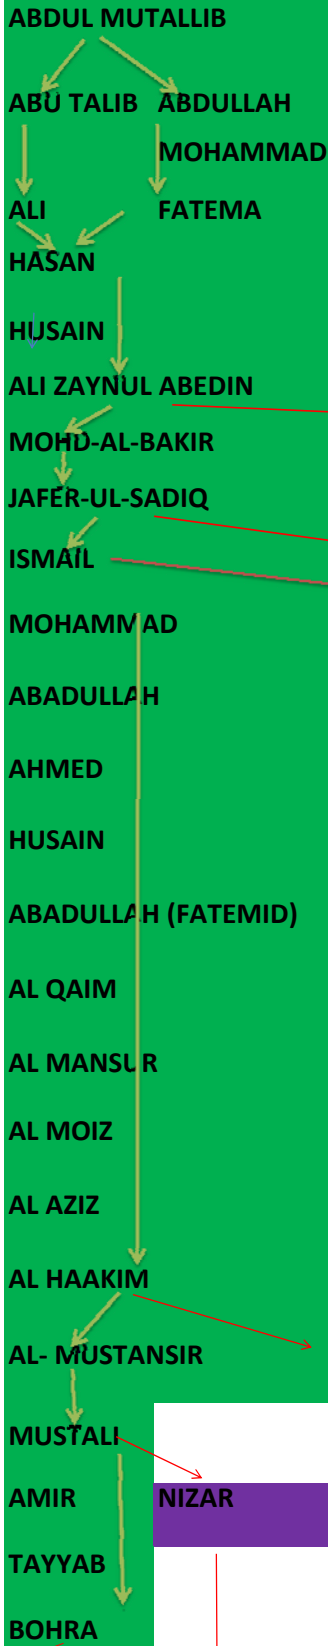 ABDUL MUTALLIB
ABU TALIB ABDULLAH
MOHAMMAD
ALI FATEMA
HASAN
HUSAIN
ALI ZAYNUL ABEDIN
MOHD-AL-BAKIR
JAFER-UL-SADIQ
ISMAIL
MOHAMMAD
ABADULLAH
AHMED
HUSAIN
ABADULLAH (FATEMID)
AL QAIM
AL MANSUR
AL MOIZ
AL AZIZ
AL HAAKIM
AL- MUSTANSIR
MUSTALI
AMIR NIZAR
TAYYAB
BOHRA